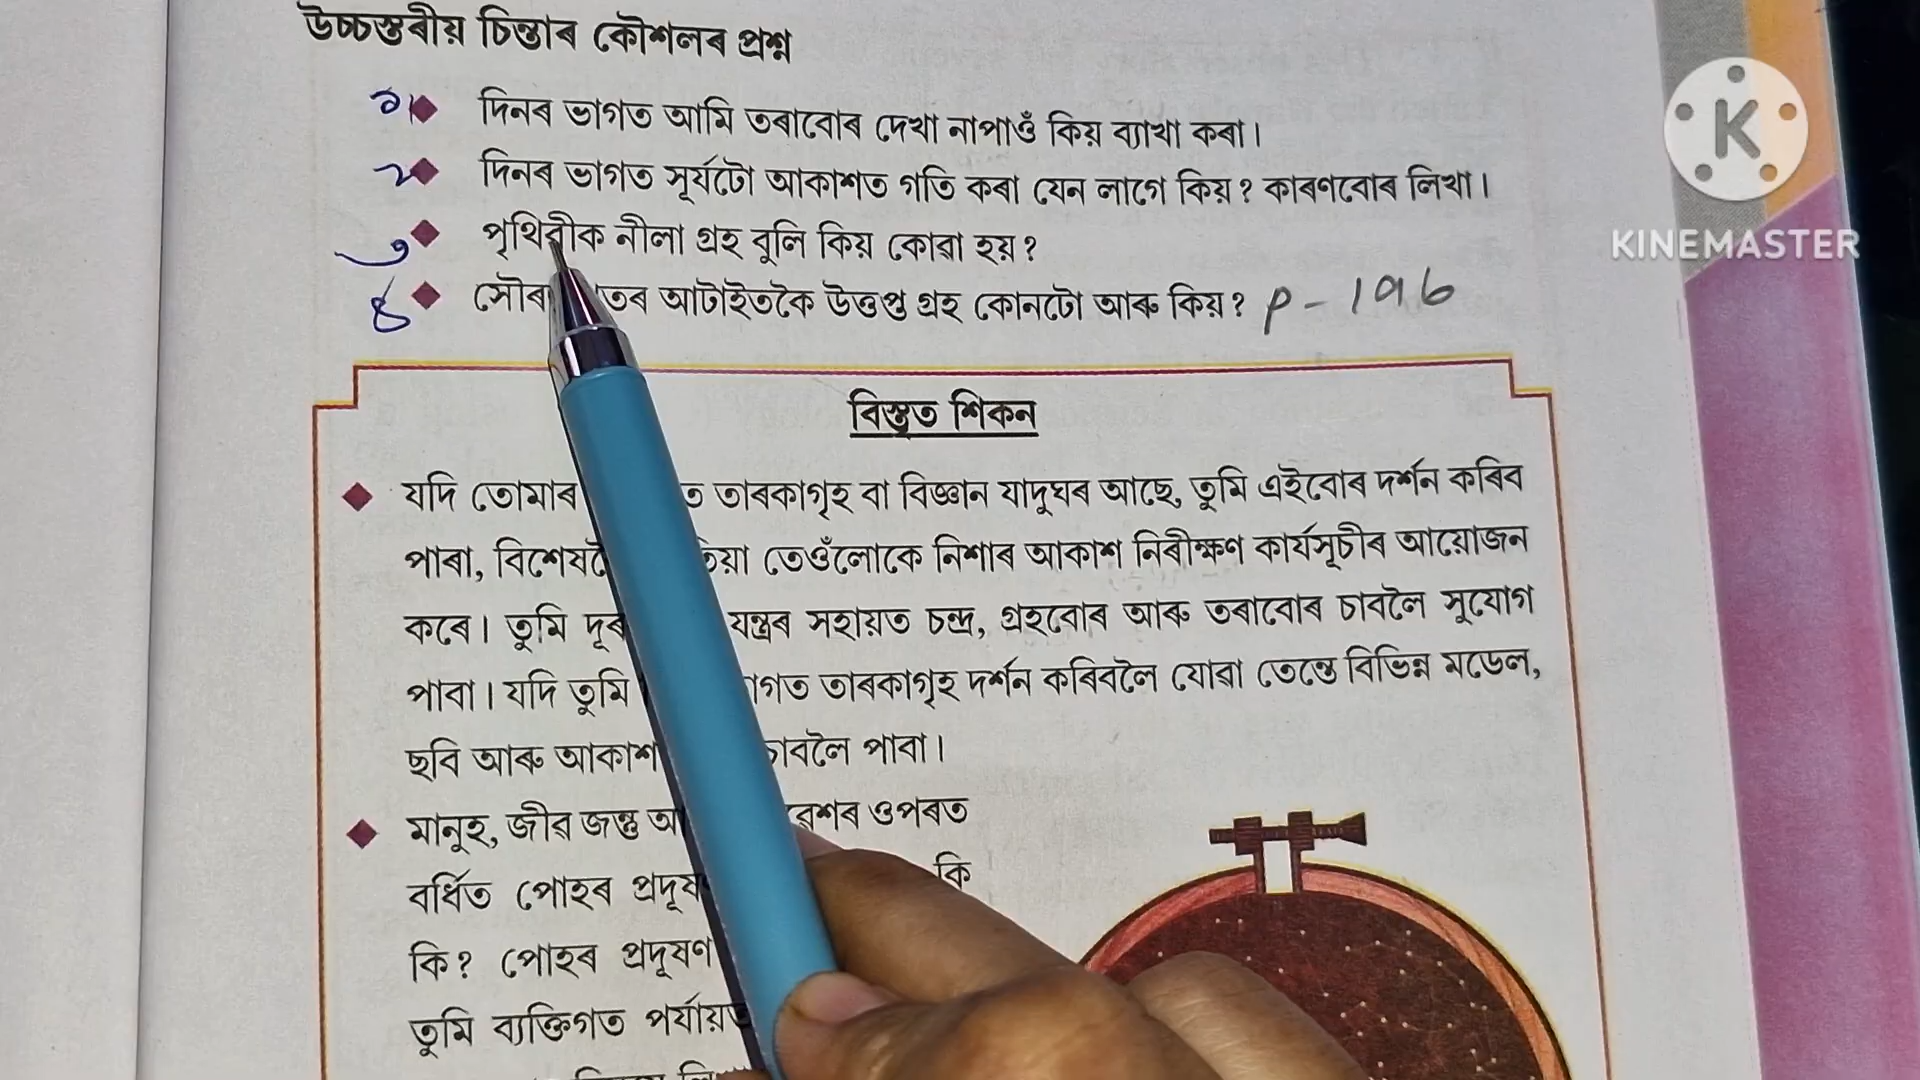 উচ্চস্তৰীয় চিন্তাৰ কৌশলৰ প্ৰশ্ন
১। ◆ দিনৰ ভাগত আমি তৰাবোৰ দেখা নাপাওঁ কিয় ব্যাখা কৰা।
২ ◆ দিনৰ ভাগত সূৰ্যটো আকাশত গতি কৰা যেন লাগে কিয়? কাৰণবোৰ লিখা।
৩ ◆ পৃথিৱীক নীলা গ্ৰহ বুলি কিয় কোৱা হয়?
৪ ◆ আটাইতকৈ উত্তপ্ত গ্ৰহ কোনটো আৰু কিয়? P - 196
K
KINEMASTER
বিস্তৃত শিকন
◆ যদি তোমাৰ তাৰকাগৃহ বা বিজ্ঞান যাদুঘৰ আছে, তুমি এইবোৰ দৰ্শন কৰিব
পাৰা, তেওঁলোকে নিশাৰ আকাশ নিৰীক্ষণ কাৰ্যসূচীৰ আয়োজন
কৰে। তুমি যন্ত্ৰৰ সহায়ত চন্দ্ৰ, গ্ৰহবোৰ আৰু তৰাবোৰ চাবলৈ সুযোগ
পাবা। যদি তুমি তাৰকাগৃহ দৰ্শন কৰিবলৈ যোৱা তেন্তে বিভিন্ন মডেল,
ছবি আৰু আকাশ চাবলৈ পাবা।
◆ মানুহ, জীৱ জন্তু ওপৰত
বৰ্ধিত পোহৰ কি
কি? পোহৰ প্ৰদূষণ
তুমি ব্যক্তিগত পৰ্যায়ত